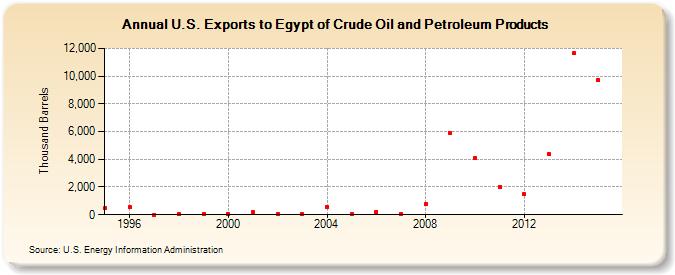 Annual U.S. Exports to Egypt of Crude Oil and Petroleum Products
Thousand Barrels
12,000
10,000
8,000
6,000
4,000
2,000
0
1996 2000 2004 2008 2012
Source: U.S. Energy Information Administration